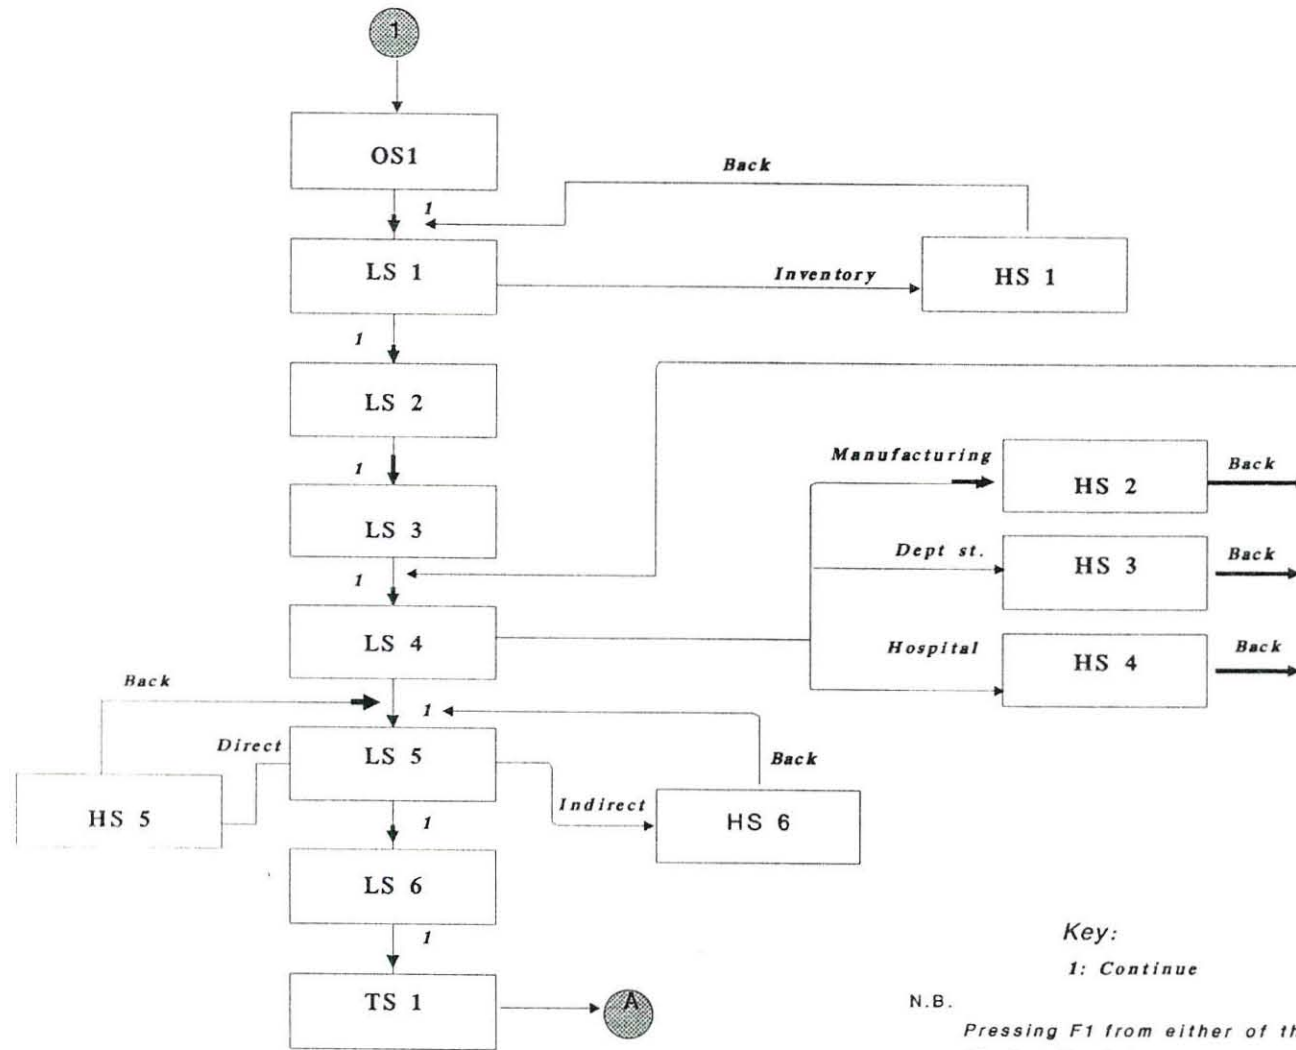 1
OS1
Back
1
LS 1
Inventory
HS 1
1
LS 2
Manufacturing
HS 2
Back
1
LS 3
Dept st.
HS 3
Back
1
LS 4
Hospital
HS 4
Back
Back
1
Direct
LS 5
Back
HS 5
Indirect
HS 6
1
LS 6
1
Key:
1: Continue
TS 1
A
N.B.
Pressing F1 from either of